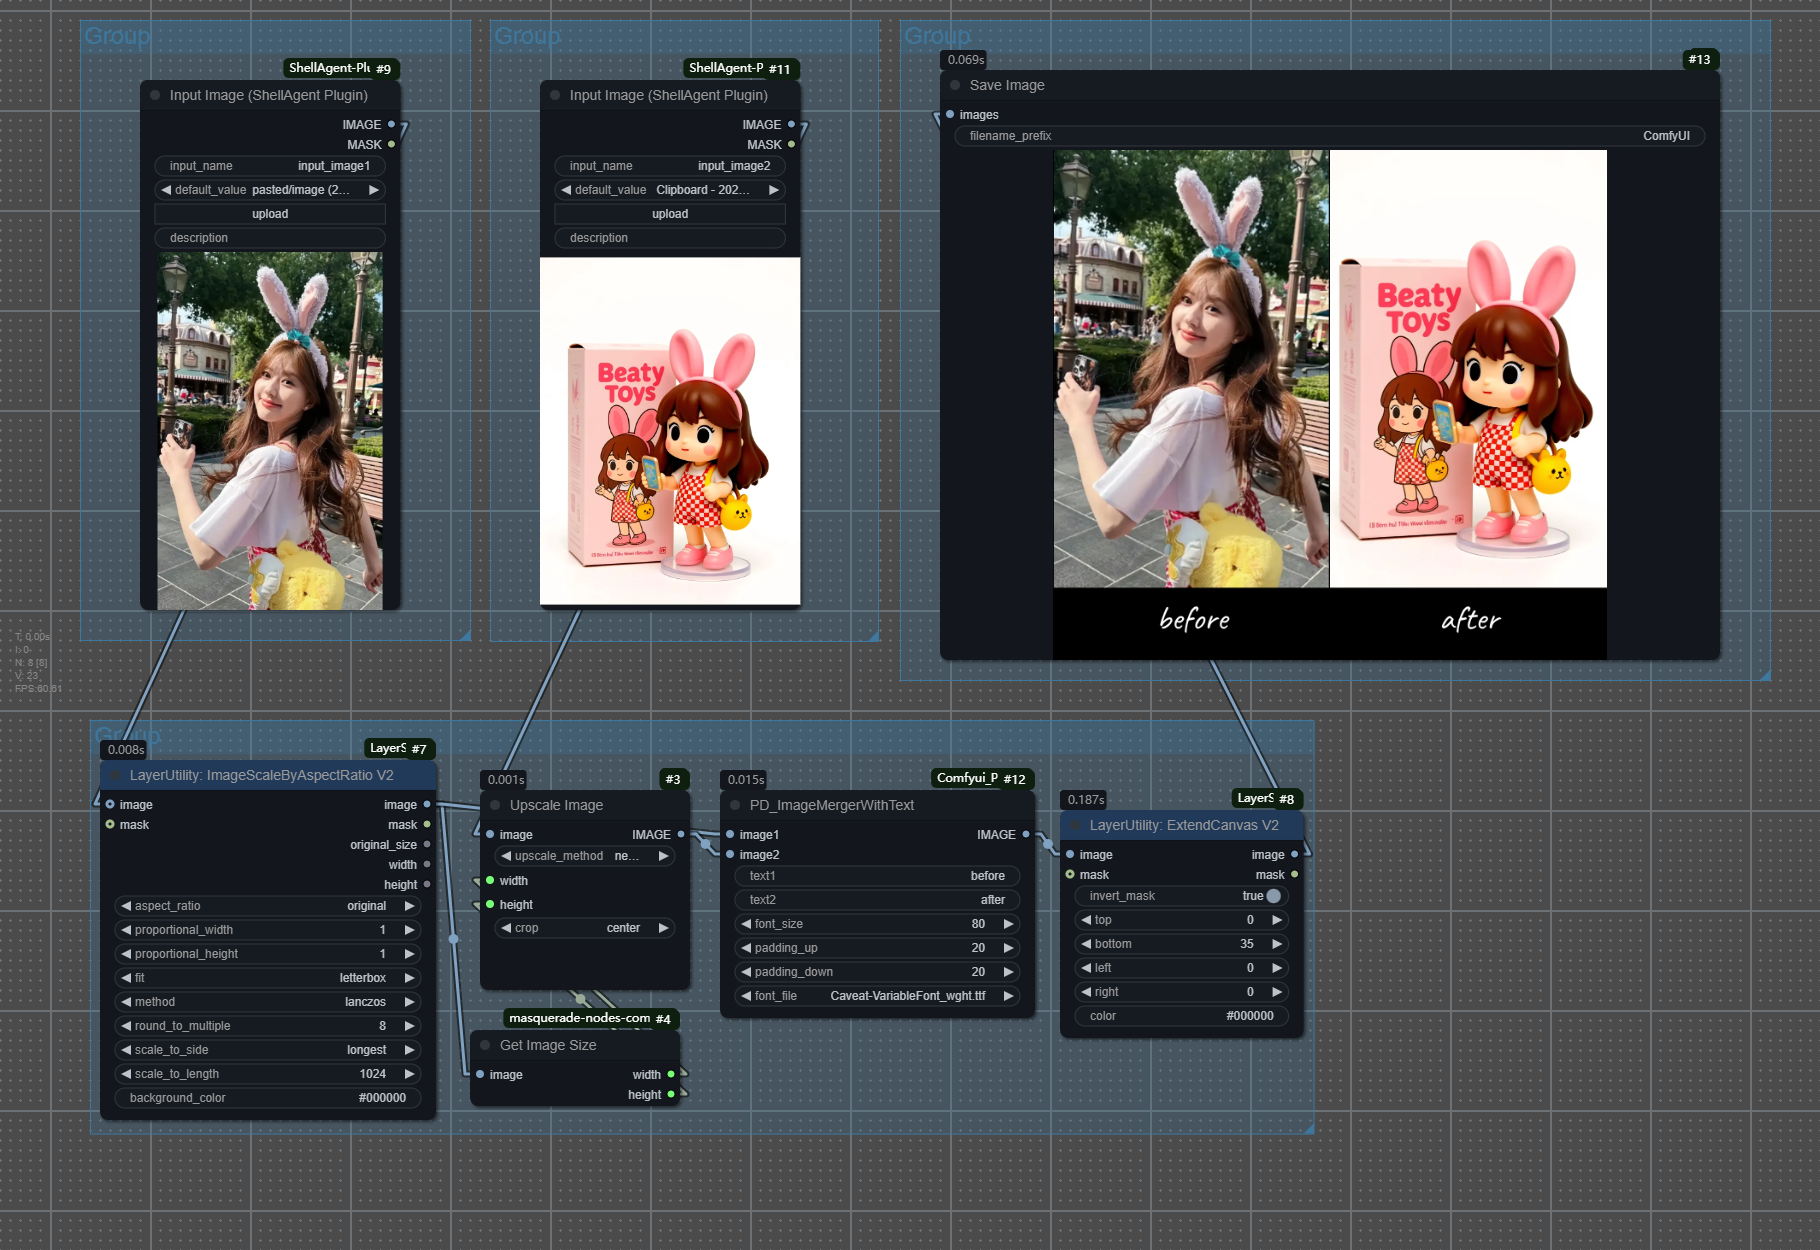 Group
ShellAgent-Plu #9
Input Image (ShellAgent Plugin)
IMAGE
MASK
input_name input_image1
default_value pasted/image (2...
upload
description
Group
ShellAgent-P #11
Input Image (ShellAgent Plugin)
IMAGE
MASK
input_name input_image2
default_value Clipboard - 202...
upload
description
Beaty
TOYS
Group
0.069s
#13
Save Image
images
filename_prefix ComfyUI
Beaty
TOYS
before after
T: 0.00s
I: 0
N: 8 [8]
V: 23
FPS:60.61
Group
0.008s
LayerS #7
LayerUtility: ImageScaleByAspectRatio V2
image image
mask mask
original_size
width
height
aspect_ratio original
proportional_width 1
proportional_height 1
fit letterbox
method lanczos
round_to_multiple 8
scale_to_side longest
scale_to_length 1024
background_color #000000
0.001s
#3
Upscale Image
image IMAGE
upscale_method ne...
width
height
crop center
masquerade-nodes-com #4
Get Image Size
image width
height
0.015s
Comfyui_P #12
PD_ImageMergerWithText
image1 IMAGE
image2
text1 before
text2 after
font_size 80
padding_up 20
padding_down 20
font_file Caveat-VariableFont_wght.ttf
0.187s
LayerS #8
LayerUtility: ExtendCanvas V2
image image
mask mask
invert_mask true
top 0
bottom 35
left 0
right 0
color #000000